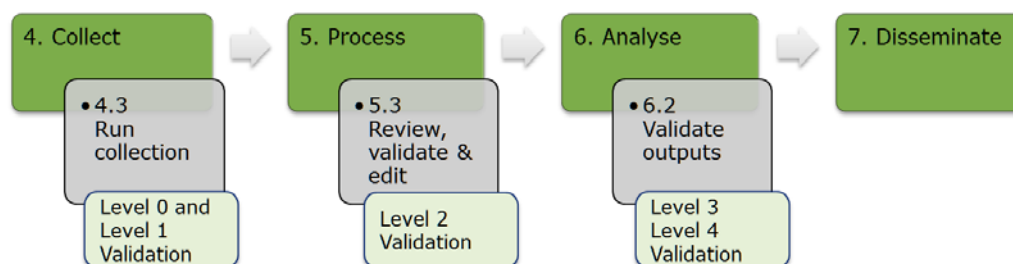 4. Collect
5. Process
6. Analyse
7. Disseminate
• 4.3
Run
collection
• 5.3
Review,
validate &
edit
• 6.2
Validate
outputs
Level 0 and
Level 1
Validation
Level 2
Validation
Level 3
Level 4
Validation